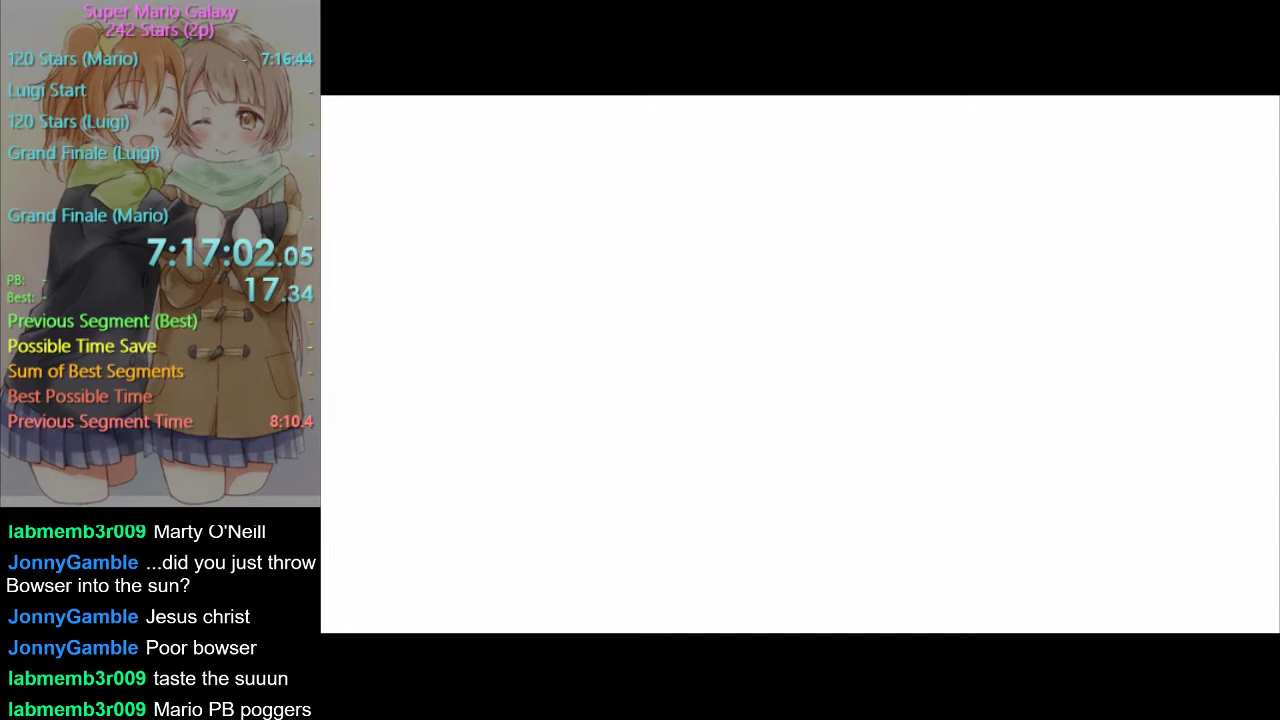 Super Mario Galaxy
242 Stars (2p)
120 Stars (Mario) - 7:16:44
Luigi Start -
120 Stars (Luigi) -
Grand Finale (Luigi) -
Grand Finale (Mario) -
7:17:02.05
PB: -
17.34
Best: -
Previous Segment (Best) -
Possible Time Save -
Sum of Best Segments -
Best Possible Time -
Previous Segment Time 8:10.4
labmemb3r009 Marty O'Neill
JonnyGamble ...did you just throw
Bowser into the sun?
JonnyGamble Jesus christ
JonnyGamble Poor bowser
labmemb3r009 taste the suuun
labmemb3r009 Mario PB poggers